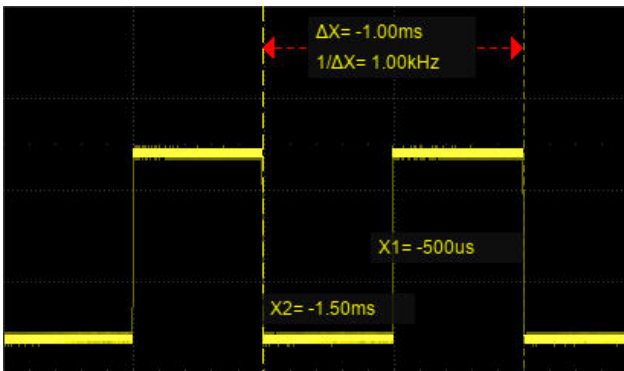 ΔX= -1.00ms
1/ΔX= 1.00kHz
X1= -500us
X2= -1.50ms